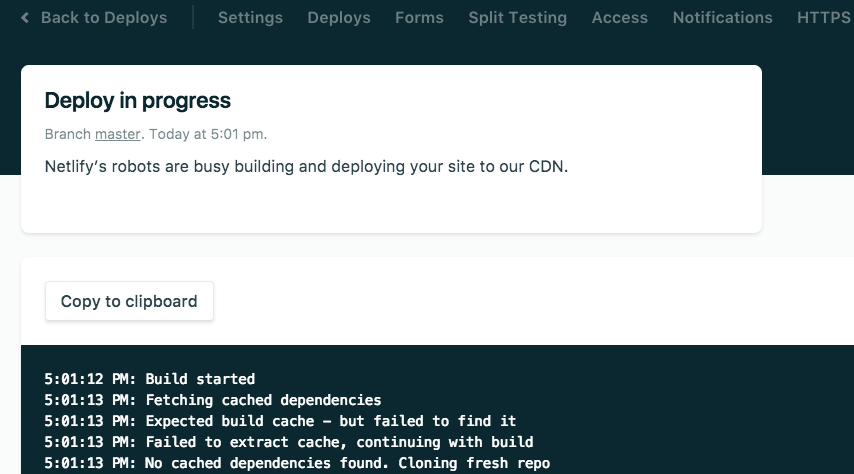 Back to Deploys Settings Deploys Forms Split Testing Access Notifications HTTPS
Deploy in progress
Branch master. Today at 5:01 pm.
Netlify’s robots are busy building and deploying your site to our CDN.
Copy to clipboard
5:01:12 PM: Build started
5:01:13 PM: Fetching cached dependencies
5:01:13 PM: Expected build cache – but failed to find it
5:01:13 PM: Failed to extract cache, continuing with build
5:01:13 PM: No cached dependencies found. Cloning fresh repo